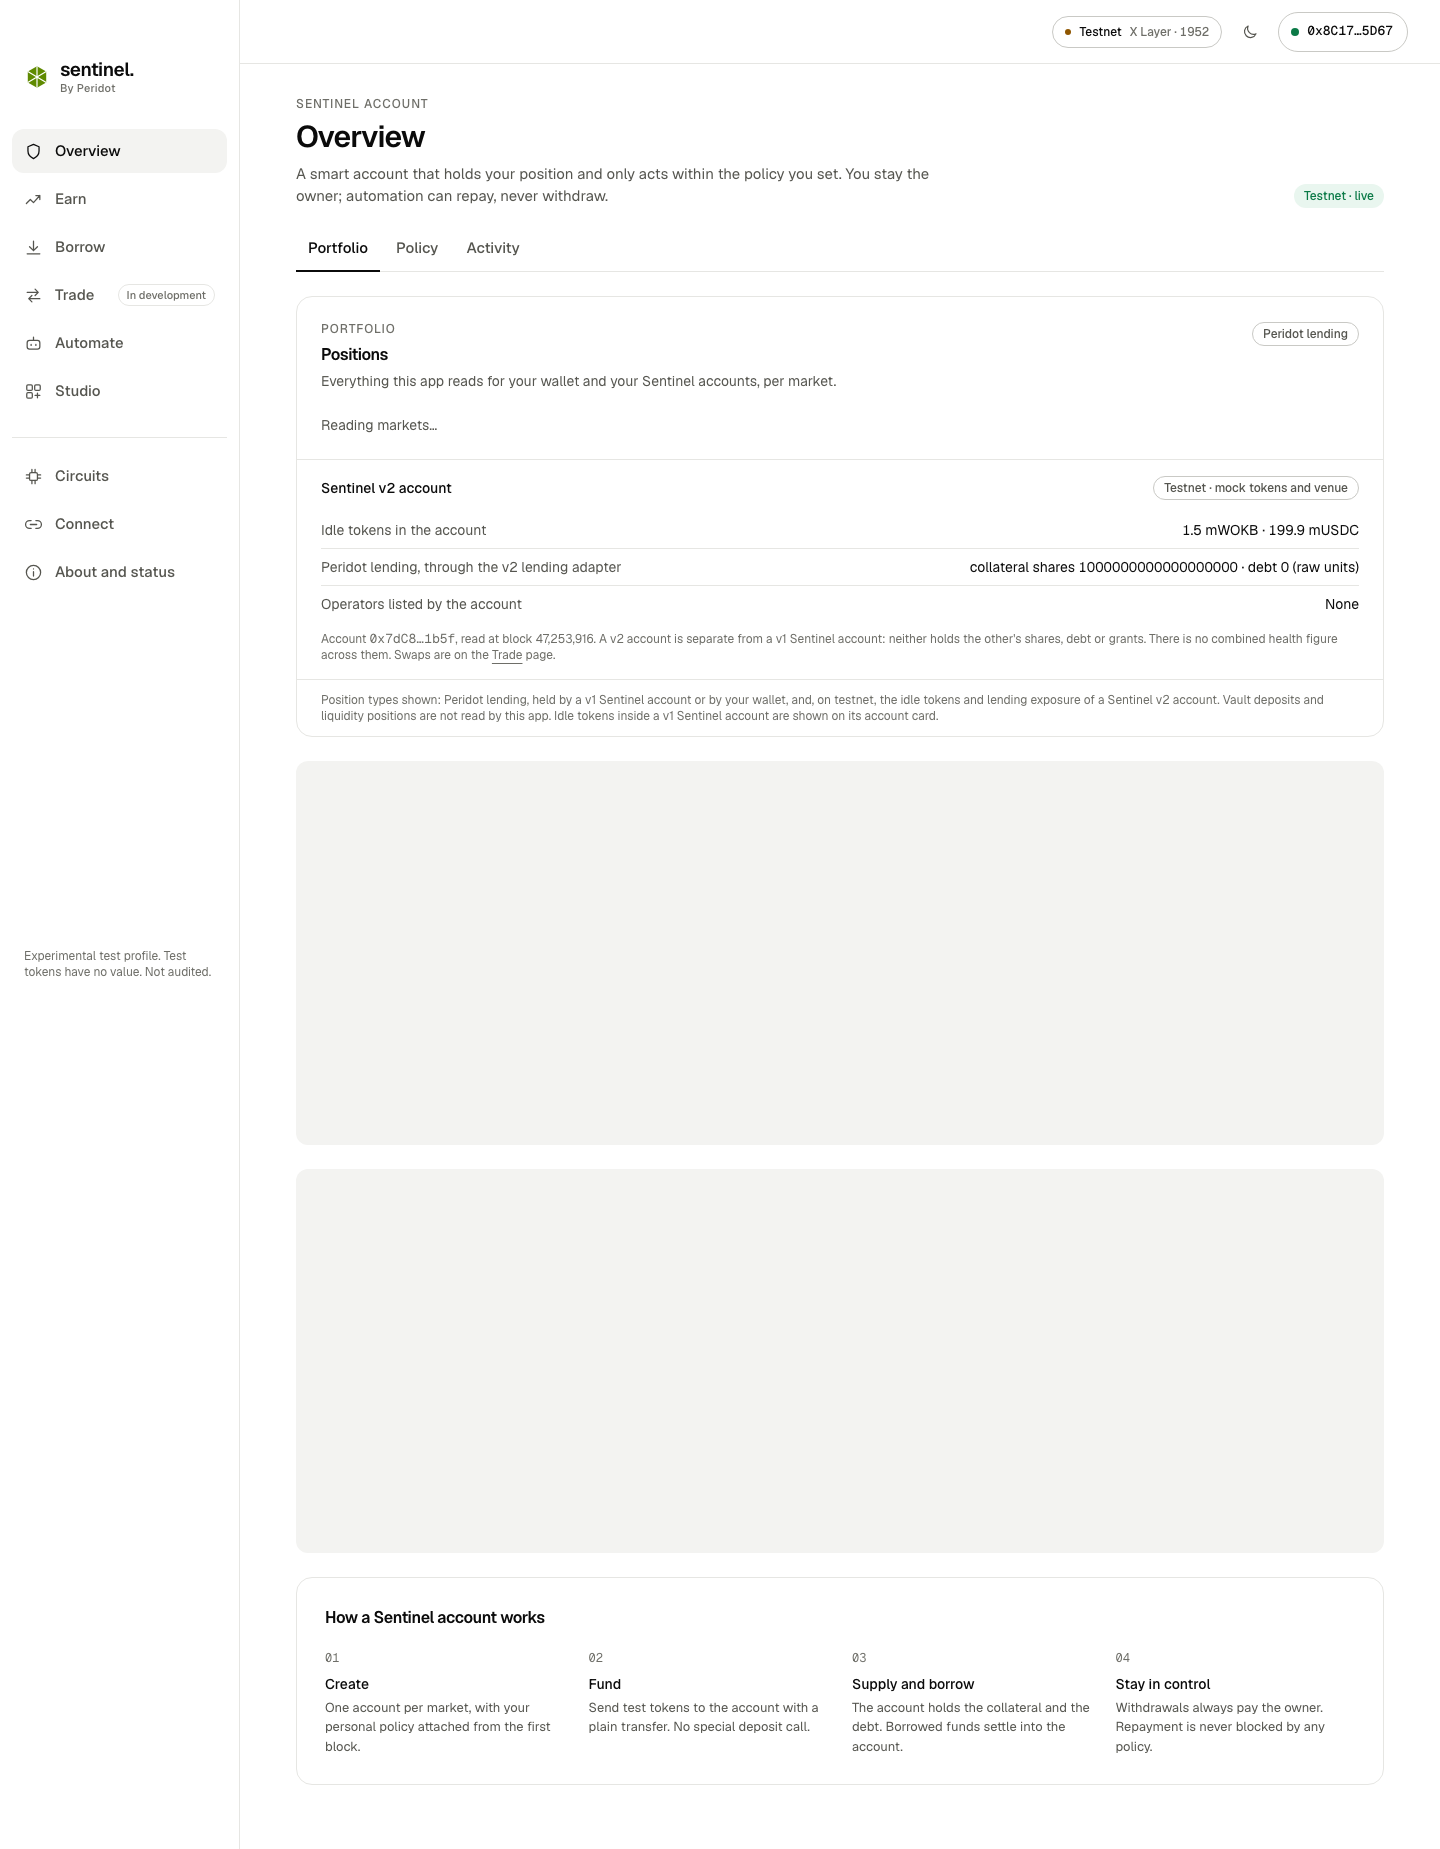 sentinel.
By Peridot
Overview
Earn
Borrow
Trade In development
Automate
Studio
Circuits
Connect
About and status
Experimental test profile. Test
tokens have no value. Not audited.
Testnet X Layer · 1952
0x8C17…5D67
SENTINEL ACCOUNT
Overview
A smart account that holds your position and only acts within the policy you set. You stay the
owner; automation can repay, never withdraw.
Testnet · live
Portfolio Policy Activity
PORTFOLIO
Positions
Everything this app reads for your wallet and your Sentinel accounts, per market.
Peridot lending
Reading markets…
Sentinel v2 account
Testnet · mock tokens and venue
Idle tokens in the account
1.5 mWOKB · 199.9 mUSDC
Peridot lending, through the v2 lending adapter
collateral shares 1000000000000000000 · debt 0 (raw units)
Operators listed by the account
None
Account 0x7dC8…1b5f, read at block 47,253,916. A v2 account is separate from a v1 Sentinel account: neither holds the other's shares, debt or grants. There is no combined health figure
across them. Swaps are on the Trade page.
Position types shown: Peridot lending, held by a v1 Sentinel account or by your wallet, and, on testnet, the idle tokens and lending exposure of a Sentinel v2 account. Vault deposits and
liquidity positions are not read by this app. Idle tokens inside a v1 Sentinel account are shown on its account card.
How a Sentinel account works
01
Create
One account per market, with your
personal policy attached from the first
block.
02
Fund
Send test tokens to the account with a
plain transfer. No special deposit call.
03
Supply and borrow
The account holds the collateral and the
debt. Borrowed funds settle into the
account.
04
Stay in control
Withdrawals always pay the owner.
Repayment is never blocked by any
policy.